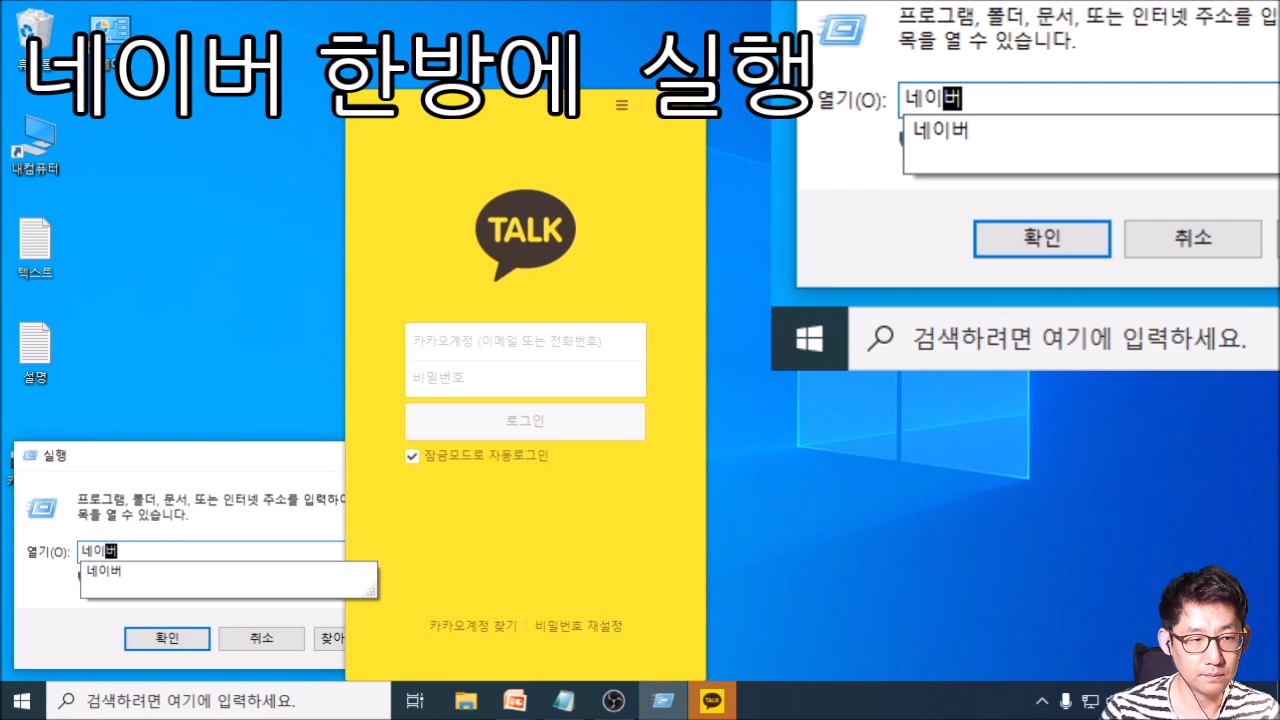 네이버 한방에 실행
내컴퓨터
텍스트
설명
실행
프로그램, 폴더, 문서, 또는 인터넷 주소를 입력하
목을 열 수 있습니다.
열기(O): 네이버
네이버
확인 취소 찾아
TALK
카카오계정 (이메일 또는 전화번호)
비밀번호
로그인
잠금모드로 자동로그인
카카오계정 찾기 비밀번호 재설정
프로그램, 폴더, 문서, 또는 인터넷 주소를 입
목을 열 수 있습니다.
열기(O): 네이버
네이버
확인 취소
검색하려면 여기에 입력하세요.
검색하려면 여기에 입력하세요.
TALK